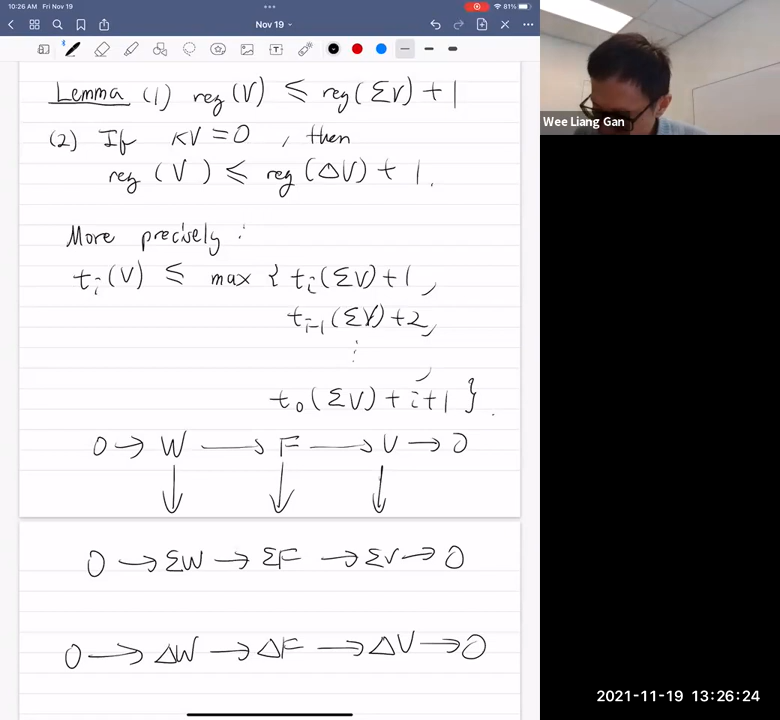 10:26 AM Fri Nov 19
81%
Nov 19
Lemma (1) reg(V) ≤ reg(ΣV) + 1
(2) If KV = 0, then
reg(V) ≤ reg(ΔV) + 1.
More precisely:
t_i(V) ≤ max { t_i(ΣV)+1,
t_{i-1}(ΣV)+2,
⋮ ,
t_0(ΣV)+i+1 }.
0 → W → F → V → 0
↓ ↓ ↓
0 → ΣW → ΣF → ΣV → 0
0 → ΔW → ΔF → ΔV → 0
Wee Liang Gan
2021-11-19 13:26:24